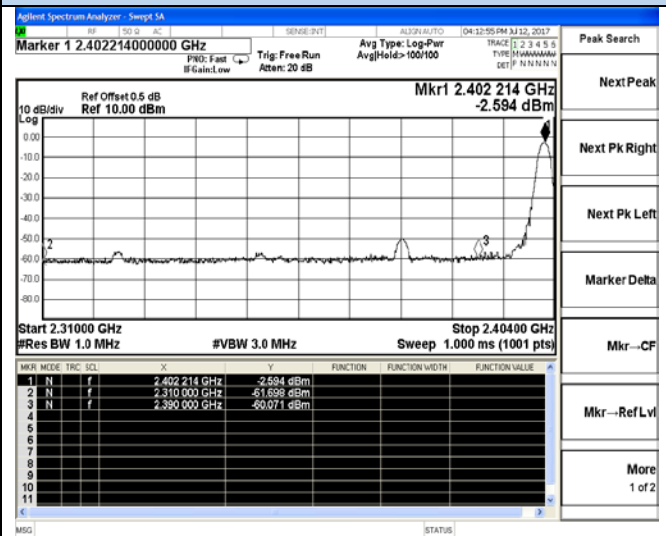 Agilent Spectrum Analyzer - Swept SA
RF 50 Ω AC SENSE:INT ALIGN AUTO 04:12:55 PM Jul 12, 2017
Marker 1 2.402214000000 GHz
PNO: Fast
IFGain:Low
Trig: Free Run
Atten: 20 dB
Avg Type: Log-Pwr
Avg|Hold:>100/100
TRACE 1 2 3 4 5 6
TYPE MWWWWW
DET P N N N N N
Peak Search
Ref Offset 0.5 dB
10 dB/div Ref 10.00 dBm
Mkr1 2.402 214 GHz
-2.594 dBm
Log
0.00
-10.0
-20.0
-30.0
-40.0
-50.0
-60.0
-70.0
-80.0
1
2
3
Start 2.31000 GHz Stop 2.40400 GHz
#Res BW 1.0 MHz #VBW 3.0 MHz Sweep 1.000 ms (1001 pts)
MKR MODE TRC SCL X Y FUNCTION FUNCTION WIDTH FUNCTION VALUE
1 N f 2.402 214 GHz -2.594 dBm
2 N f 2.310 000 GHz -61.698 dBm
3 N f 2.390 000 GHz -60.071 dBm
4
5
6
7
8
9
10
11
MSG STATUS
Next Peak
Next Pk Right
Next Pk Left
Marker Delta
Mkr→CF
Mkr→Ref Lvl
More
1 of 2